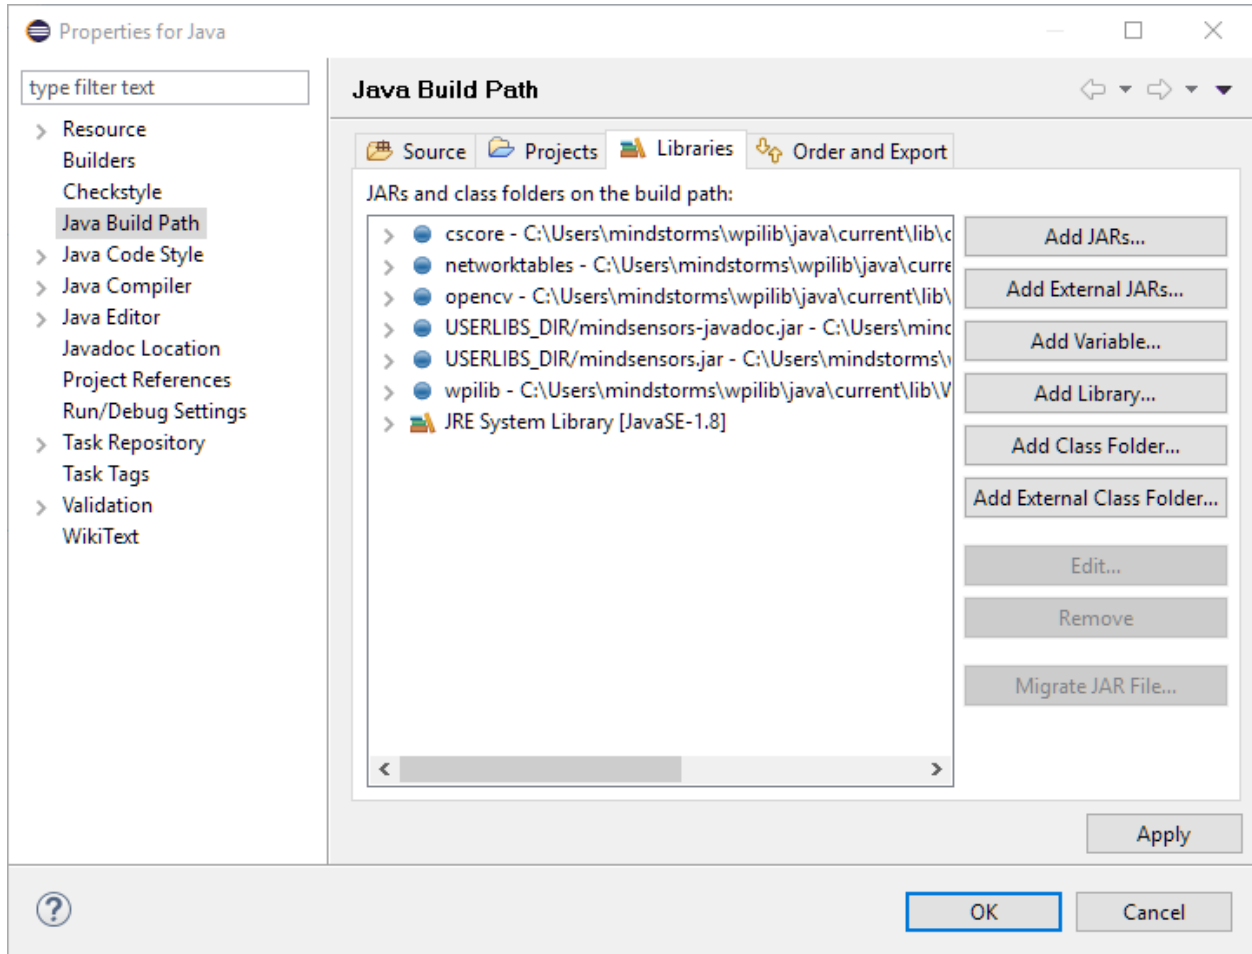 Properties for Java
type filter text
Resource
Builders
Checkstyle
Java Build Path
Java Code Style
Java Compiler
Java Editor
Javadoc Location
Project References
Run/Debug Settings
Task Repository
Task Tags
Validation
WikiText
Java Build Path
Source Projects Libraries Order and Export
JARs and class folders on the build path:
cscore - C:\Users\mindstorms\wpilib\java\current\lib\c
networktables - C:\Users\mindstorms\wpilib\java\curre
opencv - C:\Users\mindstorms\wpilib\java\current\lib\
USERLIBS_DIR/mindsensors-javadoc.jar - C:\Users\minc
USERLIBS_DIR/mindsensors.jar - C:\Users\mindstorms\
wpilib - C:\Users\mindstorms\wpilib\java\current\lib\W
JRE System Library [JavaSE-1.8]
Add JARs...
Add External JARs...
Add Variable...
Add Library...
Add Class Folder...
Add External Class Folder...
Edit...
Remove
Migrate JAR File...
Apply
OK Cancel